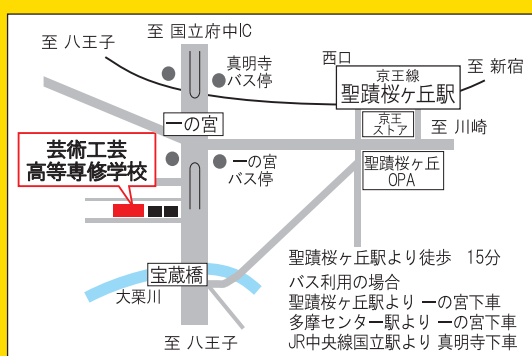 至 国立府中IC
至 八王子
真明寺
バス停
西口
京王線
聖蹟桜ヶ丘駅
至 新宿
一の宮
京王
ストア
至 川崎
芸術工芸
高等専修学校
一の宮
バス停
聖蹟桜ヶ丘
OPA
宝蔵橋
大栗川
至 八王子
聖蹟桜ヶ丘駅より徒歩 15分
バス利用の場合
聖蹟桜ヶ丘駅より 一の宮下車
多摩センター駅より 一の宮下車
JR中央線国立駅より 真明寺下車